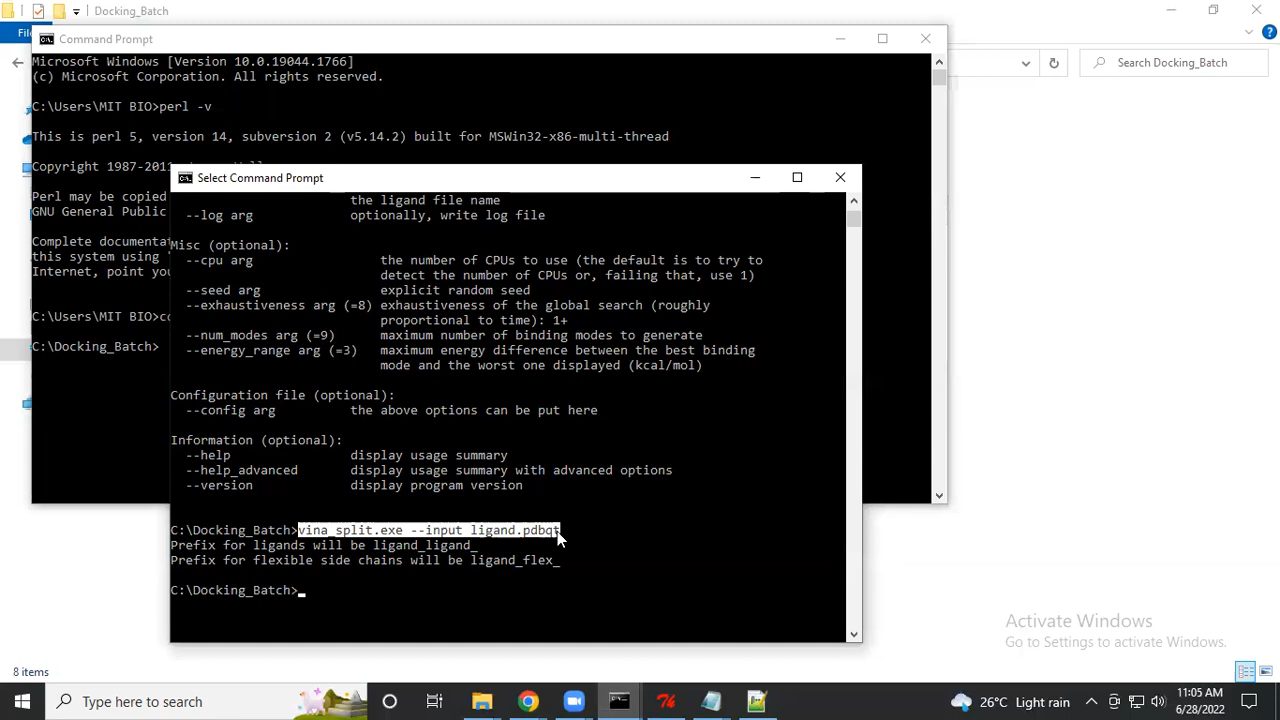 Docking_Batch
Command Prompt
Microsoft Windows [Version 10.0.19044.1766]
(c) Microsoft Corporation. All rights reserved.
Search Docking_Batch
C:\Users\MIT BIO>perl -v
This is perl 5, version 14, subversion 2 (v5.14.2) built for MSWin32-x86-multi-thread
Copyright 1987-2011
Perl may be copied
GNU General Public
Complete documenta
this system using
Internet, point yo
C:\Users\MIT BIO>
C:\Docking_Batch>
Select Command Prompt
the ligand file name
--log arg optionally, write log file
Misc (optional):
--cpu arg the number of CPUs to use (the default is to try to
detect the number of CPUs or, failing that, use 1)
--seed arg explicit random seed
--exhaustiveness arg (=8) exhaustiveness of the global search (roughly
proportional to time): 1+
--num_modes arg (=9) maximum number of binding modes to generate
--energy_range arg (=3) maximum energy difference between the best binding
mode and the worst one displayed (kcal/mol)
Configuration file (optional):
--config arg the above options can be put here
Information (optional):
--help display usage summary
--help_advanced display usage summary with advanced options
--version display program version
C:\Docking_Batch>vina_split.exe --input ligand.pdbqt
Prefix for ligands will be ligand_ligand_
Prefix for flexible side chains will be ligand_flex_
C:\Docking_Batch>
Activate Windows
Go to Settings to activate Windows.
8 items
Type here to search
26°C Light rain
11:05 AM
6/28/2022